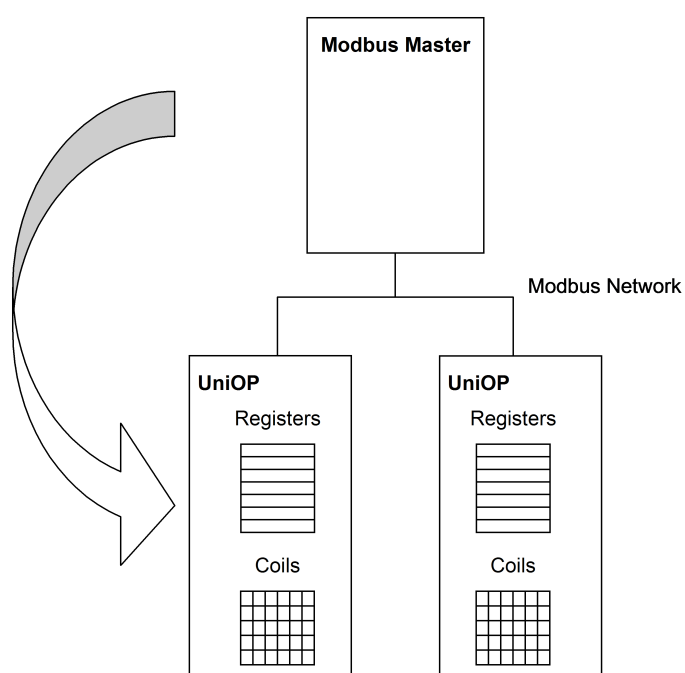 Modbus Master
Modbus Network
UniOP
Registers
Coils
UniOP
Registers
Coils